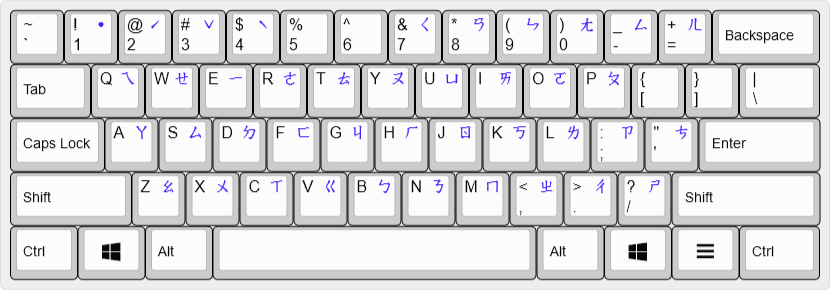 ~ ! • @ ˊ # ˇ $ ˋ % ^ & ㄑ * ㄢ ( ㄣ ) ㄤ _ ㄥ + ㄦ Backspace
` 1 2 3 4 5 6 7 8 9 0 - =
Tab Q ㄟ W ㄝ E ㄧ R ㄜ T ㄊ Y ㄡ U ㄩ I ㄞ O ㄛ P ㄆ { } |
[ ] \
Caps Lock A ㄚ S ㄙ D ㄉ F ㄈ G ㄐ H ㄏ J ㄖ K ㄎ L ㄌ : ㄗ " ㄘ Enter
; '
Shift Z ㄠ X ㄨ C ㄒ V ㄍ B ㄅ N ㄋ M ㄇ < ㄓ > ㄔ ? ㄕ Shift
, . /
Ctrl Alt Alt Ctrl